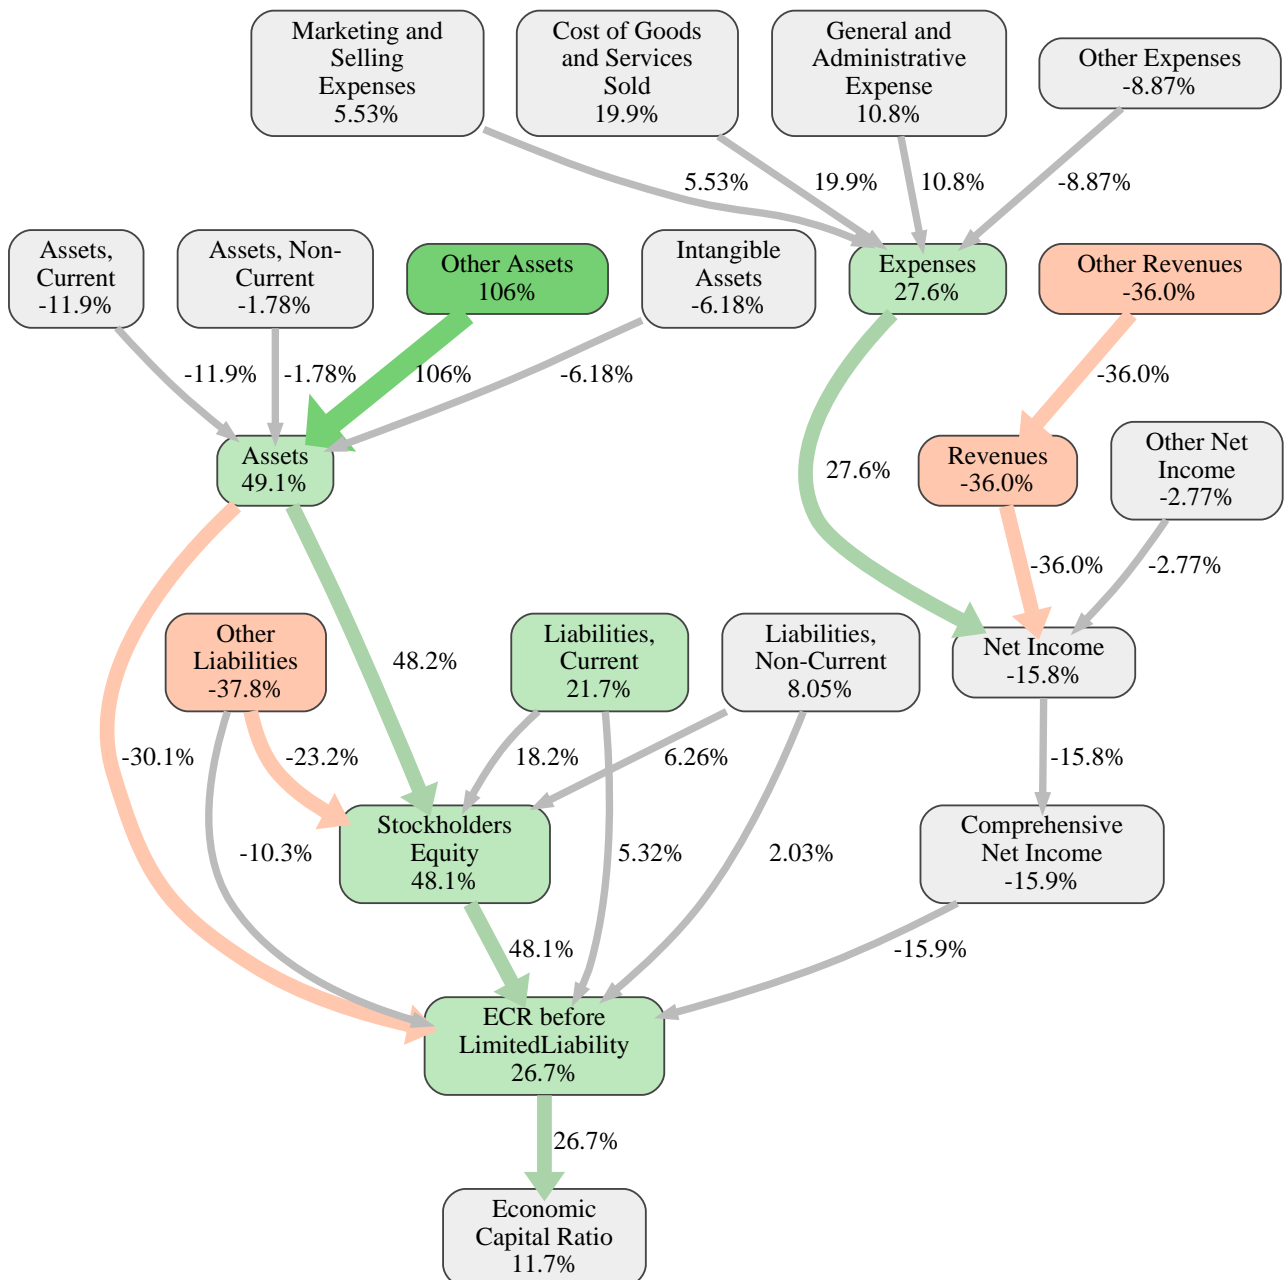 Marketing and
Selling
Expenses
5.53%
Cost of Goods
and Services
Sold
19.9%
General and
Administrative
Expense
10.8%
Other Expenses
-8.87%
5.53%
19.9%
10.8%
-8.87%
Assets,
Current
-11.9%
Assets, Non-
Current
-1.78%
Other Assets
106%
Intangible
Assets
-6.18%
Expenses
27.6%
Other Revenues
-36.0%
-11.9%
-1.78%
106%
-6.18%
-36.0%
Assets
49.1%
27.6%
Revenues
-36.0%
Other Net
Income
-2.77%
-36.0%
-2.77%
Other
Liabilities
-37.8%
48.2%
Liabilities,
Current
21.7%
Liabilities,
Non-Current
8.05%
Net Income
-15.8%
-30.1%
-23.2%
18.2%
6.26%
-15.8%
Stockholders
Equity
48.1%
-10.3%
5.32%
2.03%
Comprehensive
Net Income
-15.9%
48.1%
-15.9%
ECR before
LimitedLiability
26.7%
26.7%
Economic
Capital Ratio
11.7%